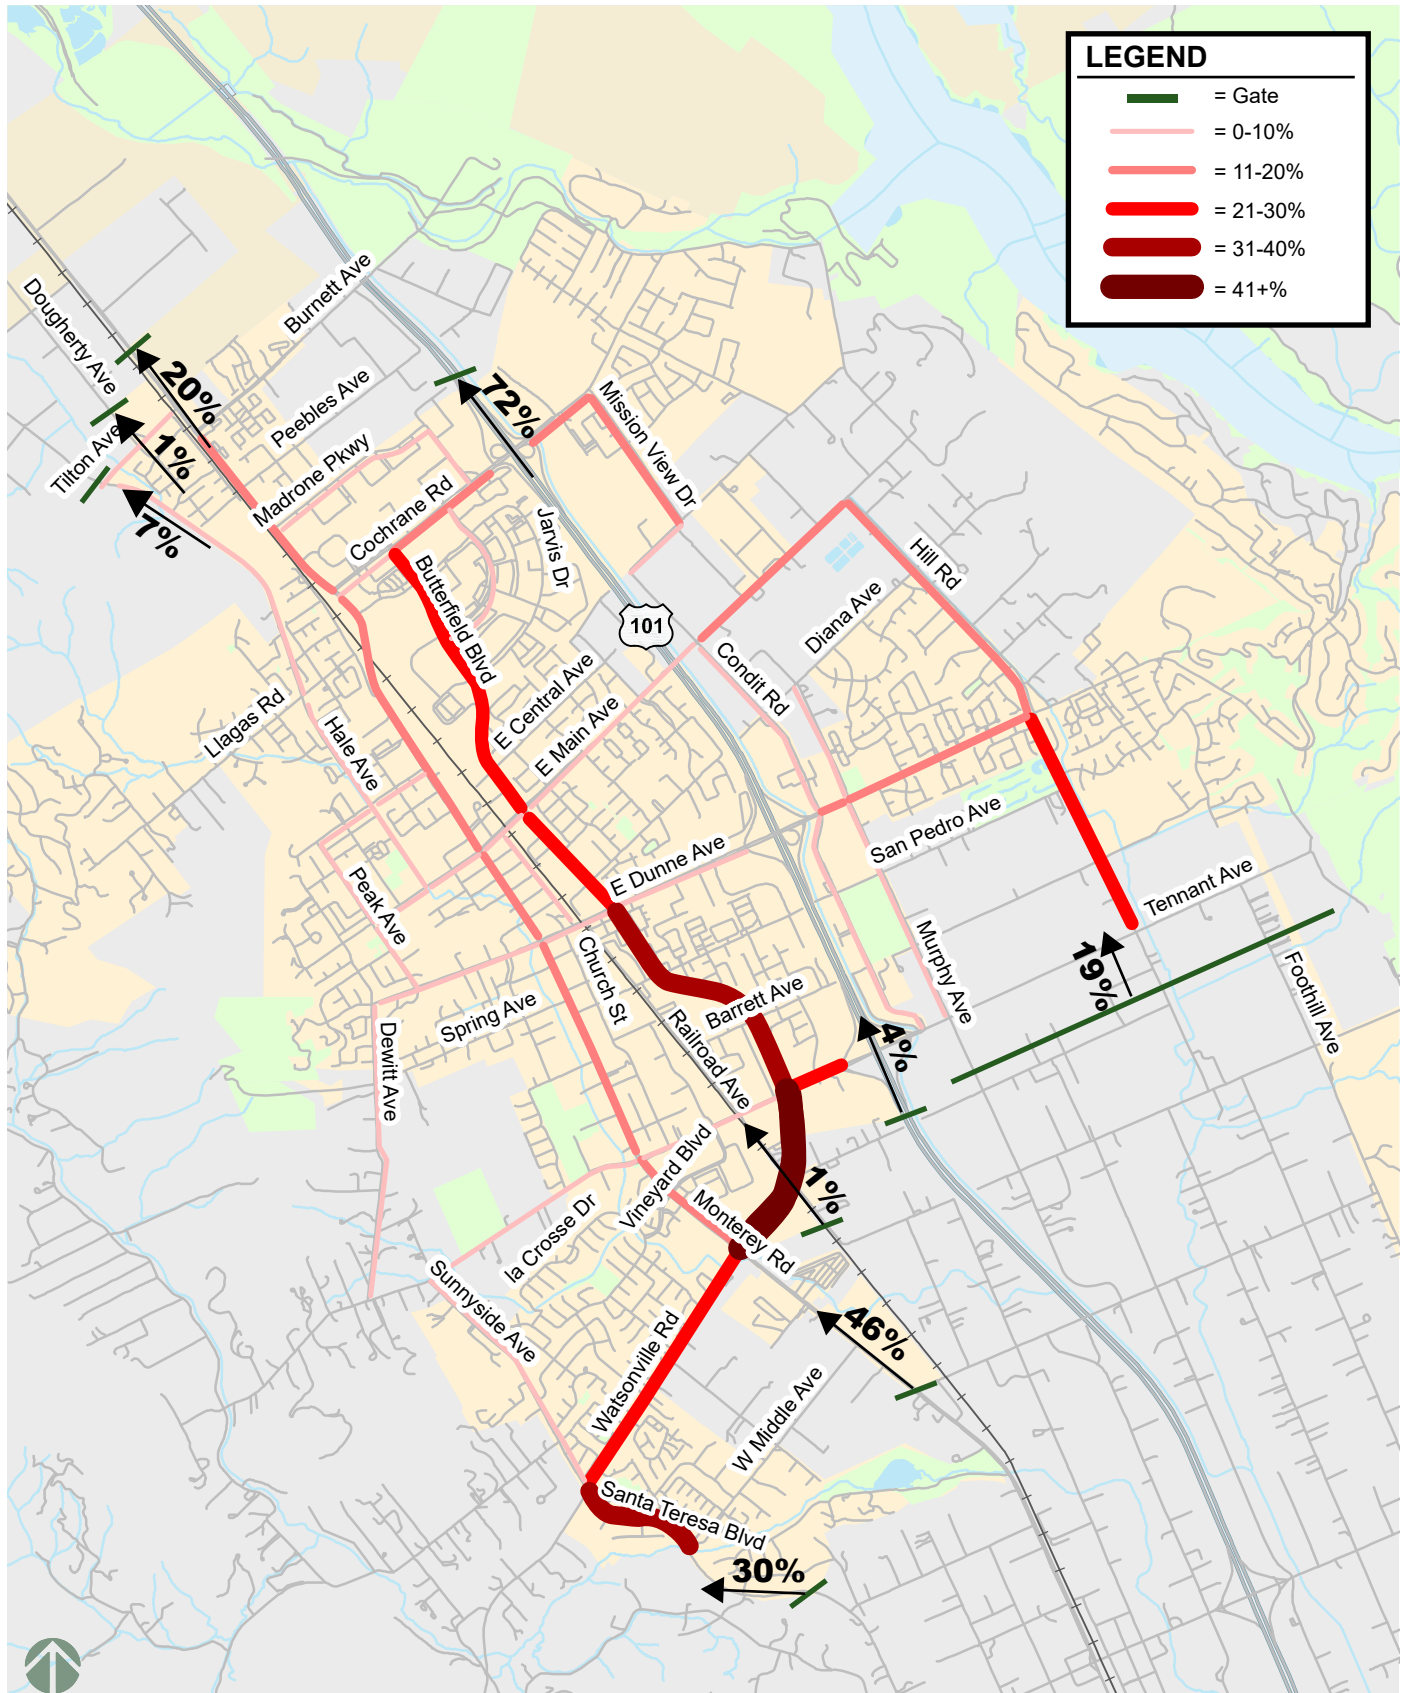 LEGEND
= Gate
= 0-10%
= 11-20%
= 21-30%
= 31-40%
= 41+%
Burnett Ave
Dougherty Ave
20%
Peebles Ave
72%
Mission View Dr
Tilton Ave
1%
Madrone Pkwy
7%
Cochrane Rd
Jarvis Dr
Hill Rd
Butterfield Blvd
Diana Ave
101
Condit Rd
E Central Ave
Llagas Rd
E Main Ave
Hale Ave
San Pedro Ave
E Dunne Ave
Tennant Ave
Peak Ave
Murphy Ave
19%
Church St
Foothill Ave
Barrett Ave
Spring Ave
Railroad Ave
4%
Dewitt Ave
Vineyard Blvd
1%
Monterey Rd
la Crosse Dr
Sunnyside Ave
46%
Watsonville Rd
W Middle Ave
Santa Teresa Blvd
30%